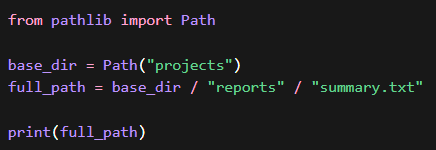 from pathlib import Path
base_dir = Path("projects")
full_path = base_dir / "reports" / "summary.txt"
print(full_path)